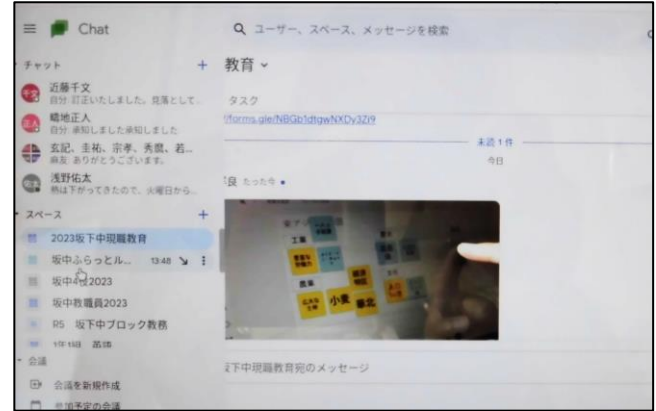 Chat
ユーザー、スペース、メッセージを検索
チャット
教育
近藤千文
自分 訂正いたしました。見落として...
タスク
//forms.gle/NBGb1dtgwNXDy3Zi9
嶋地正人
自分 承知しました承知しました
未読 1 件
今日
玄記、圭祐、宗孝、秀麿、若...
麻友 ありがとうございます。
浅野佑太
熱は下がってきたので、火曜日から...
たった今
スペース
2023坂下中現職教育
坂中ふらっとル... 13:48
坂中4役2023
坂中教職員2023
R5 坂下中ブロック教務
1年1組 英語
工業
農業
小麦
華北
会議
坂下中現職教育宛のメッセージ
会議を新規作成
参加予定の会議